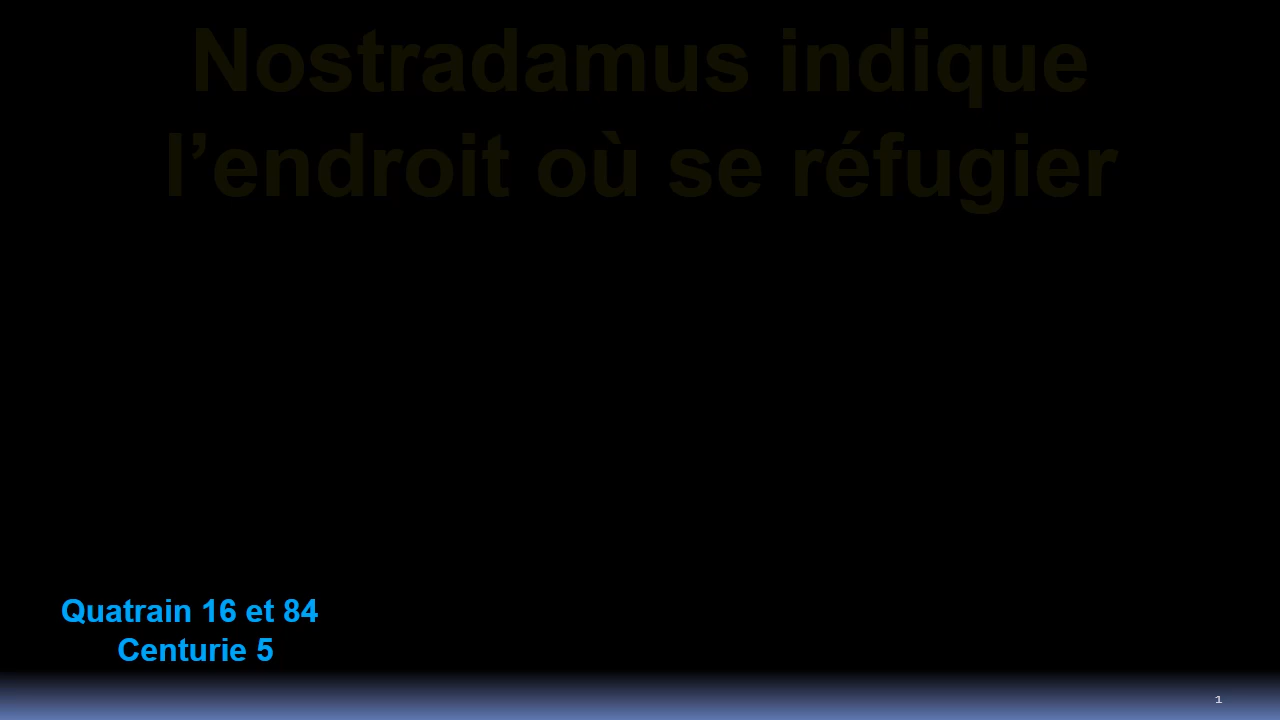 Nostradamus indique
l’endroit où se réfugier
Quatrain 16 et 84
Centurie 5
1